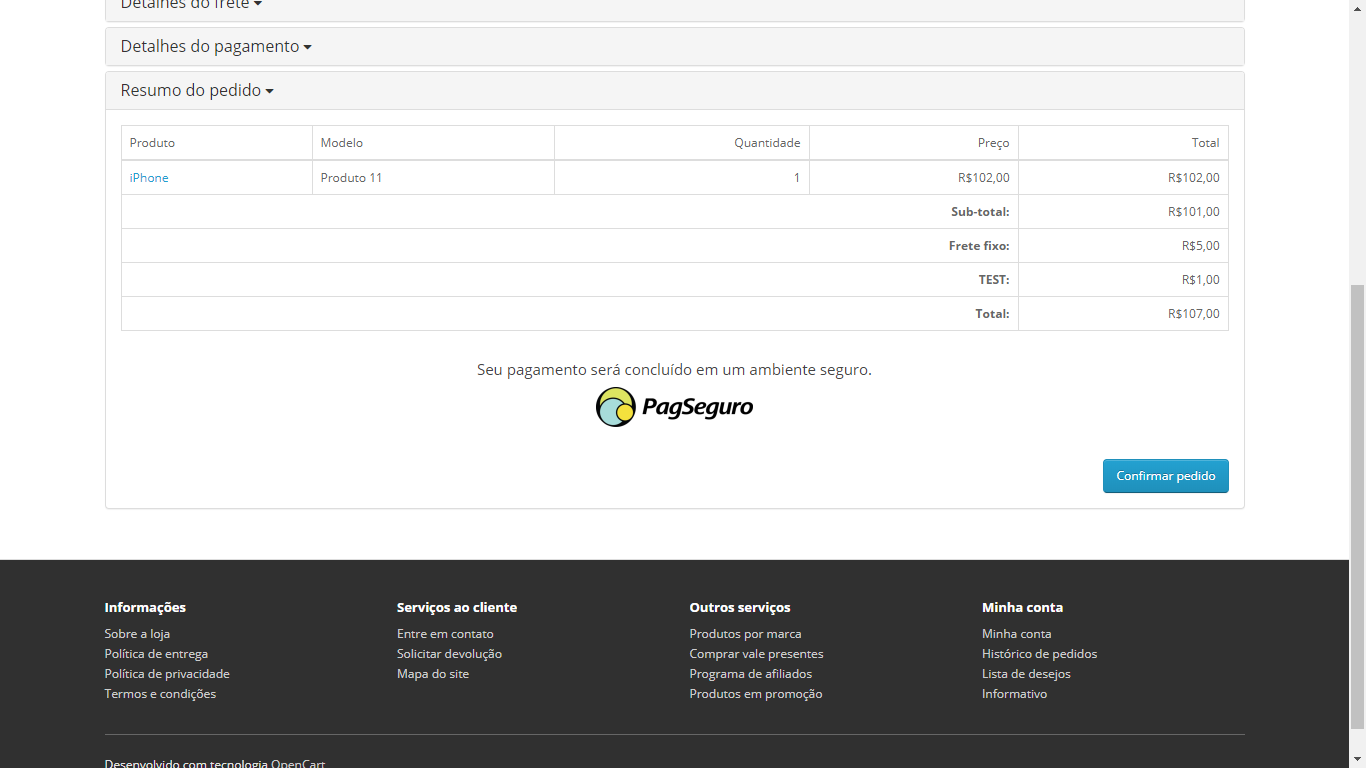 Detalhes do frete
Detalhes do pagamento
Resumo do pedido
Produto Modelo Quantidade Preço Total
iPhone Produto 11 1 R$102,00 R$102,00
Sub-total: R$101,00
Frete fixo: R$5,00
TEST: R$1,00
Total: R$107,00
Seu pagamento será concluído em um ambiente seguro.
PagSeguro
Confirmar pedido
Informações
Sobre a loja
Política de entrega
Política de privacidade
Termos e condições
Serviços ao cliente
Entre em contato
Solicitar devolução
Mapa do site
Outros serviços
Produtos por marca
Comprar vale presentes
Programa de afiliados
Produtos em promoção
Minha conta
Minha conta
Histórico de pedidos
Lista de desejos
Informativo
Desenvolvido com tecnologia OpenCart